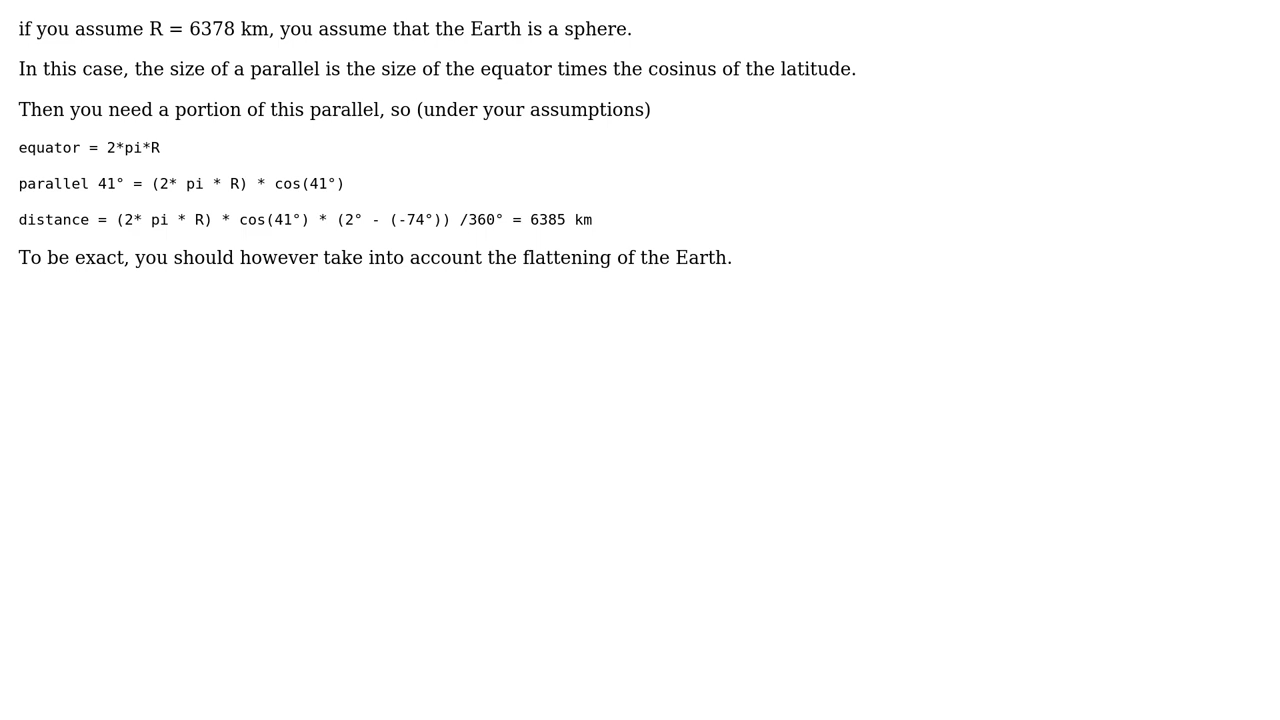 if you assume R = 6378 km, you assume that the Earth is a sphere.
In this case, the size of a parallel is the size of the equator times the cosinus of the latitude.
Then you need a portion of this parallel, so (under your assumptions)
equator = 2*pi*R
parallel 41° = (2* pi * R) * cos(41°)
distance = (2* pi * R) * cos(41°) * (2° - (-74°)) /360° = 6385 km
To be exact, you should however take into account the flattening of the Earth.